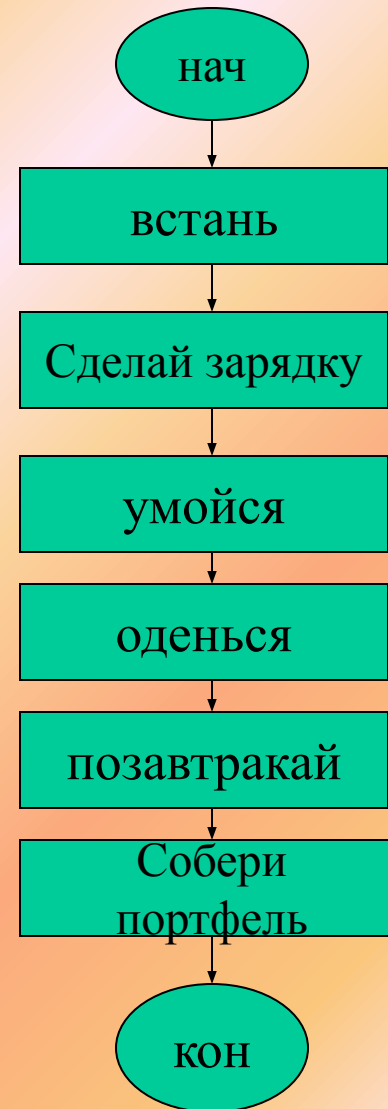 нач
встань
Сделай зарядку
умойся
оденься
позавтракай
Собери
портфель
кон